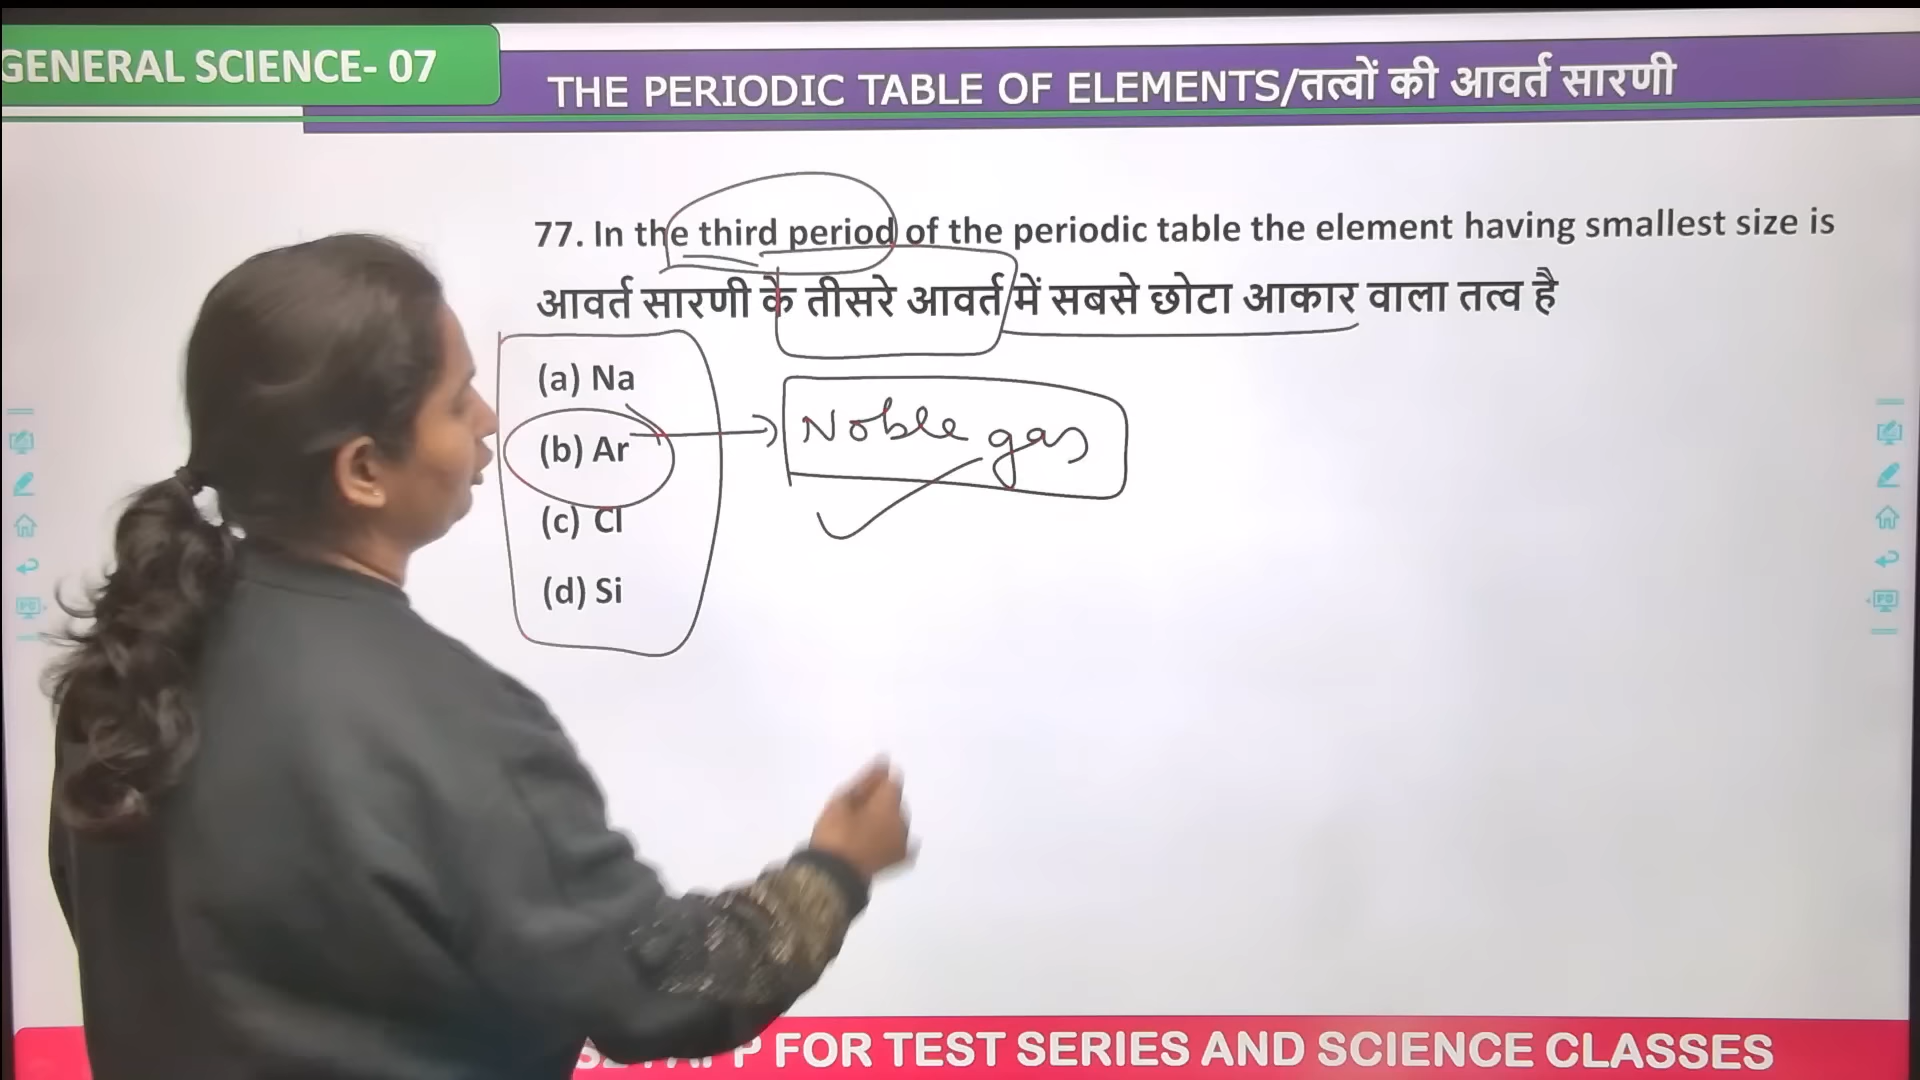 GENERAL SCIENCE- 07
THE PERIODIC TABLE OF ELEMENTS/तत्वों की आवर्त सारणी
77. In the third period of the periodic table the element having smallest size is
आवर्त सारणी के तीसरे आवर्त में सबसे छोटा आकार वाला तत्व है
(a) Na
(b) Ar
Noble gas
(c) Cl
(d) Si
FOR TEST SERIES AND SCIENCE CLASSES